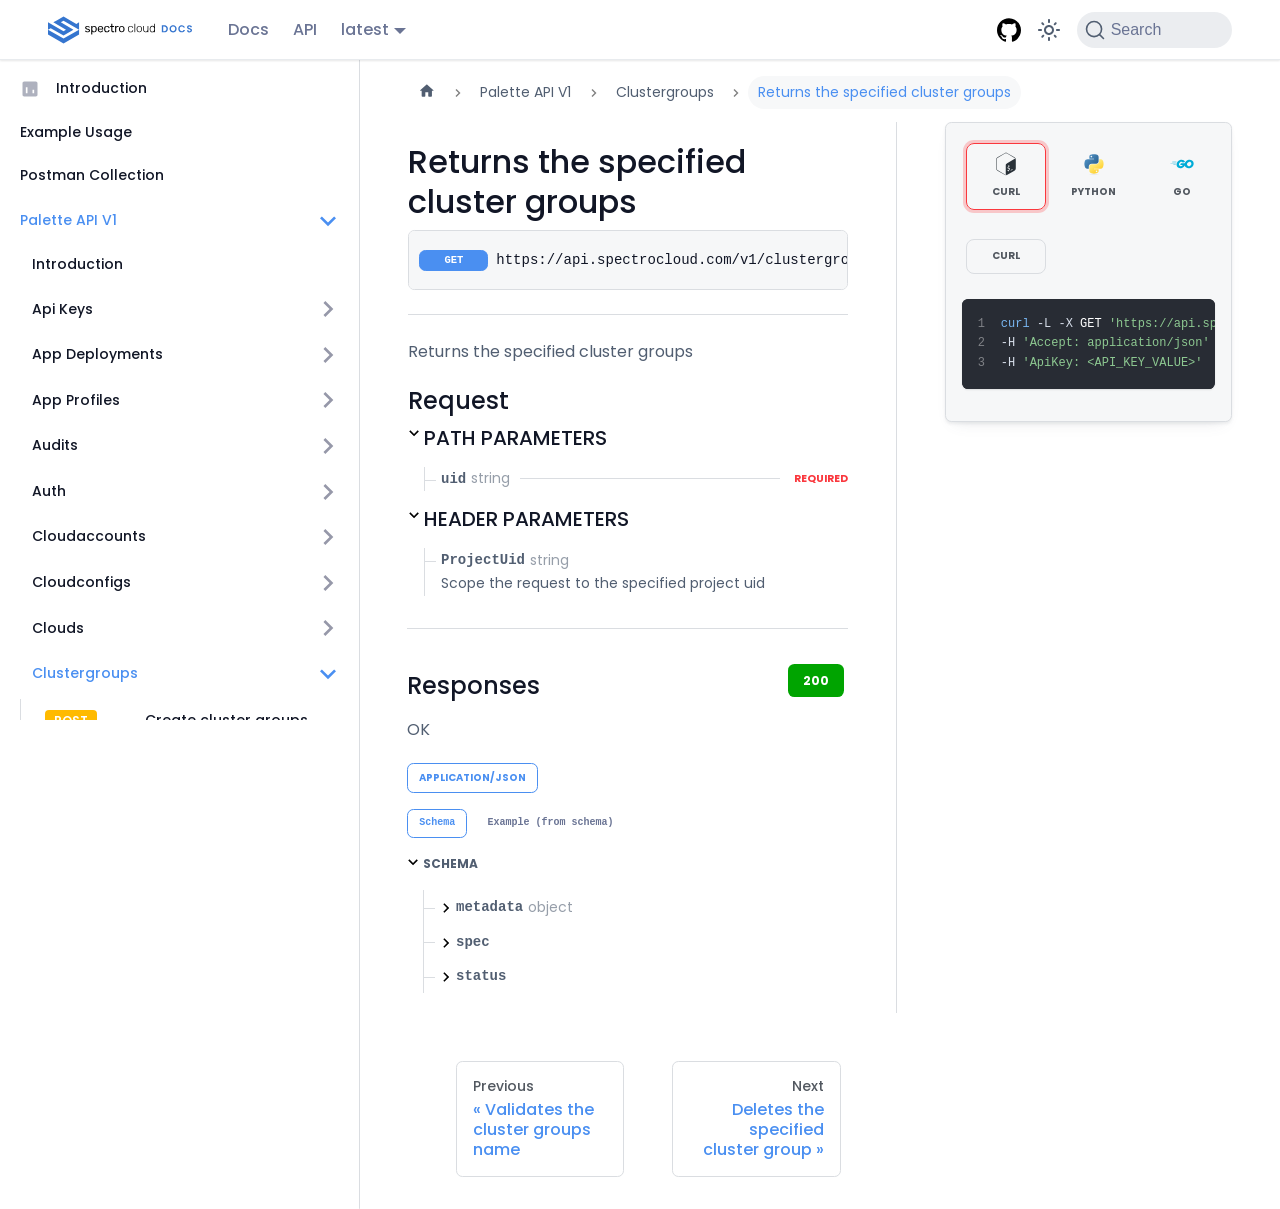 spectro cloud DOCS
Docs
API
latest
Search
Introduction
Example Usage
Postman Collection
Palette API V1
Introduction
Api Keys
App Deployments
App Profiles
Audits
Auth
Cloudaccounts
Cloudconfigs
Clouds
Clustergroups
POST Create cluster groups
Palette API V1
Clustergroups
Returns the specified cluster groups
Returns the specified
cluster groups
GET https://api.spectrocloud.com/v1/clustergro
Returns the specified cluster groups
Request
PATH PARAMETERS
uid string REQUIRED
HEADER PARAMETERS
ProjectUid string
Scope the request to the specified project uid
Responses
200
OK
APPLICATION/JSON
Schema
Example (from schema)
SCHEMA
metadata object
spec
status
Previous
« Validates the
cluster groups
name
Next
Deletes the
specified
cluster group »
CURL
PYTHON
GO
CURL
1 curl -L -X GET 'https://api.sp
2 -H 'Accept: application/json'
3 -H 'ApiKey: <API_KEY_VALUE>'